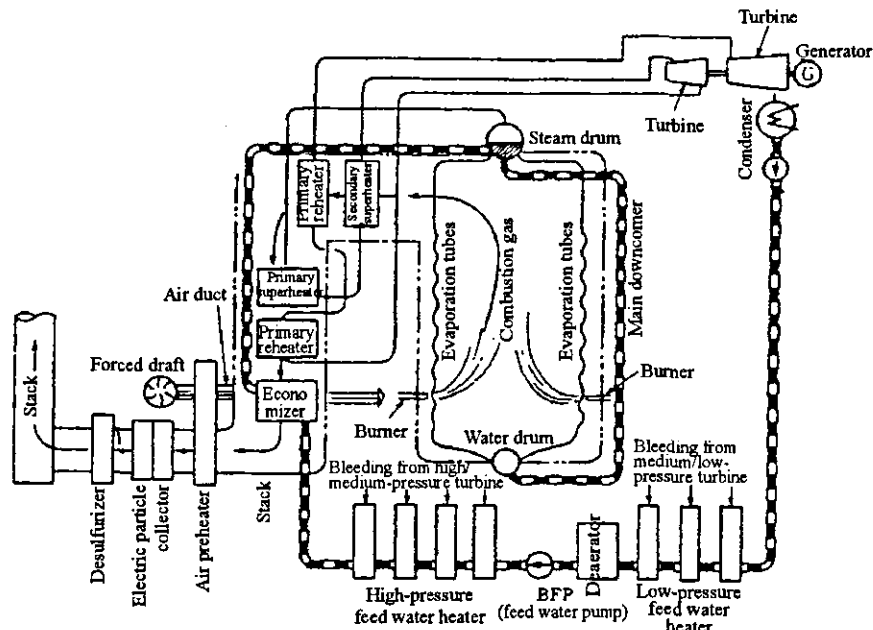 Turbine
Generator
G
Turbine
Condenser
Steam drum
Primary
reheater
Secondary
superheater
Evaporation tubes
Combustion gas
Evaporation tubes
Main downcomer
Primary
superheater
Air duct
Primary
reheater
Forced draft
Stack
Econo
mizer
Burner
Burner
Water drum
Bleeding from high/
medium-pressure turbine
Bleeding from
medium/low-
pressure turbine
Desulfurizer
Electric particle
collector
Air preheater
Stack
Deaerator
High-pressure
feed water heater
BFP
(feed water pump)
Low-pressure
feed water
heater